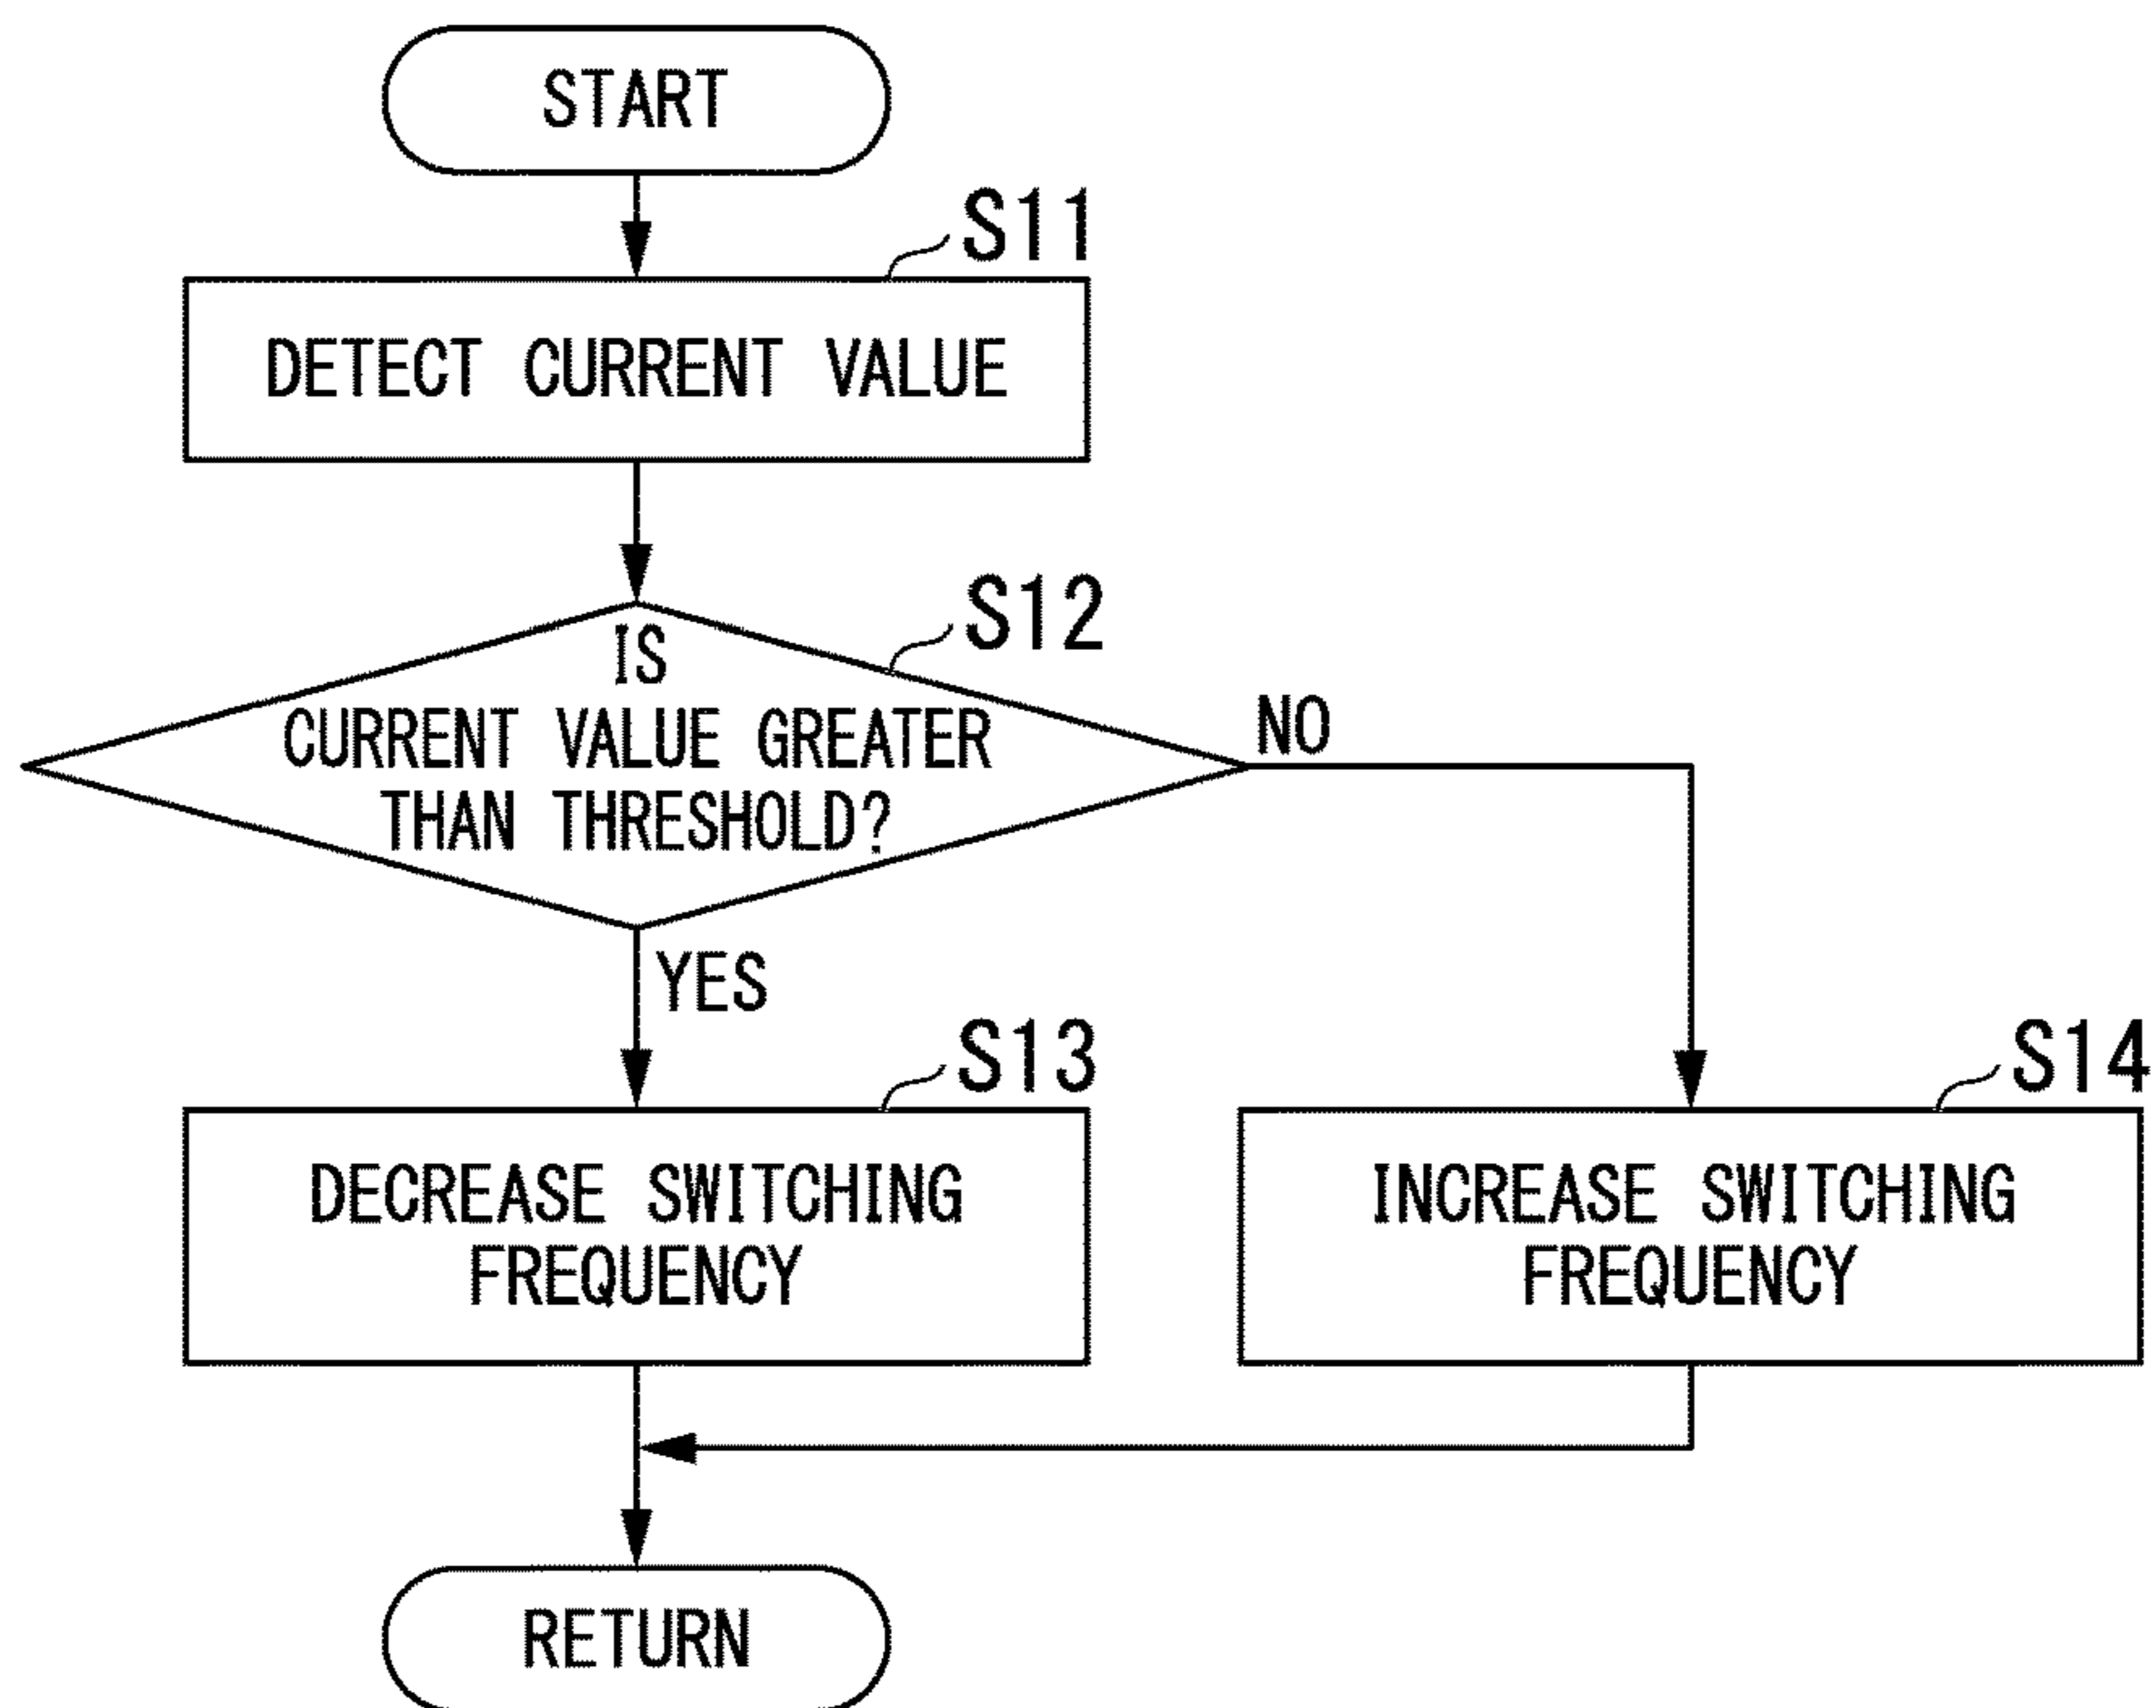 START
S11
DETECT CURRENT VALUE
S12
IS
CURRENT VALUE GREATER
THAN THRESHOLD?
NO
YES
S13
DECREASE SWITCHING
FREQUENCY
S14
INCREASE SWITCHING
FREQUENCY
RETURN